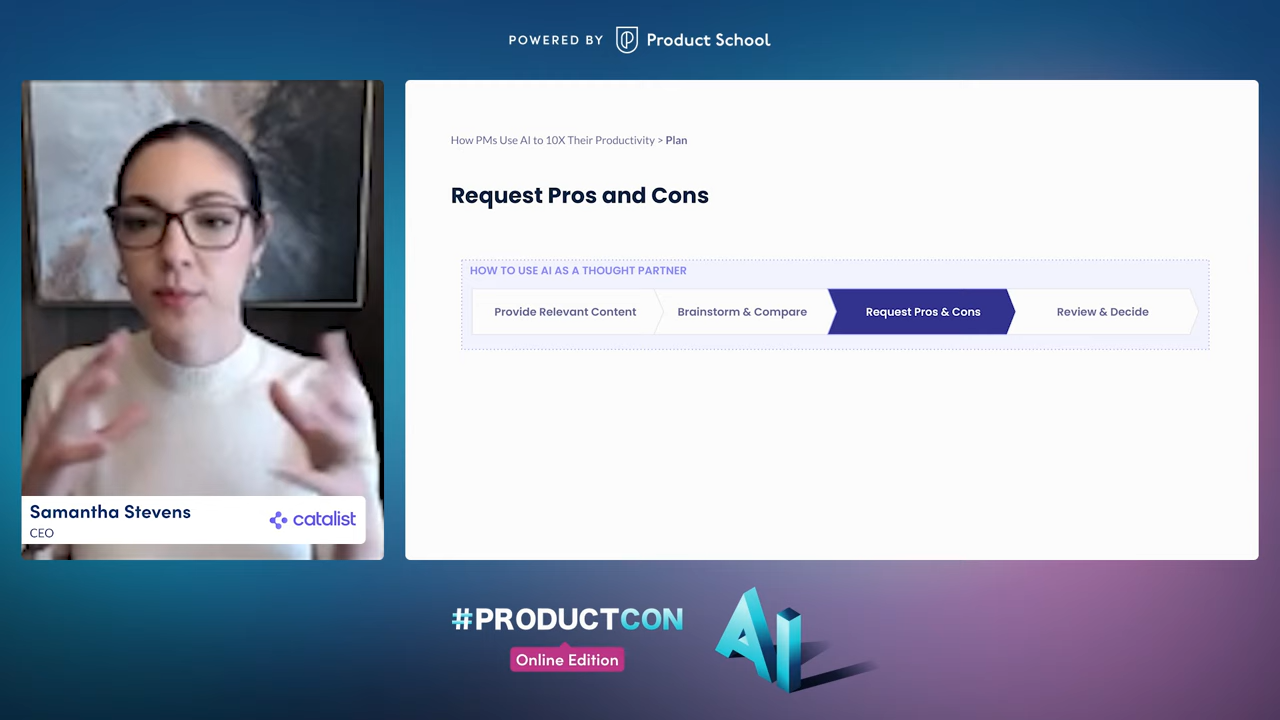 POWERED BY Product School
How PMs Use AI to 10X Their Productivity > Plan
Request Pros and Cons
HOW TO USE AI AS A THOUGHT PARTNER
Provide Relevant Content
Brainstorm & Compare
Request Pros & Cons
Review & Decide
Samantha Stevens
CEO
catalist
#PRODUCTCON
Online Edition
AI